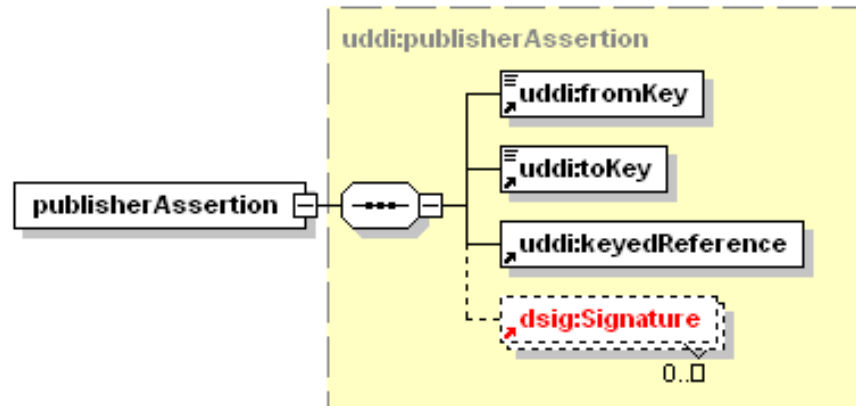 uddi:publisherAssertion
uddi:fromKey
uddi:toKey
publisherAssertion
uddi:keyedReference
dsig:Signature
0..□